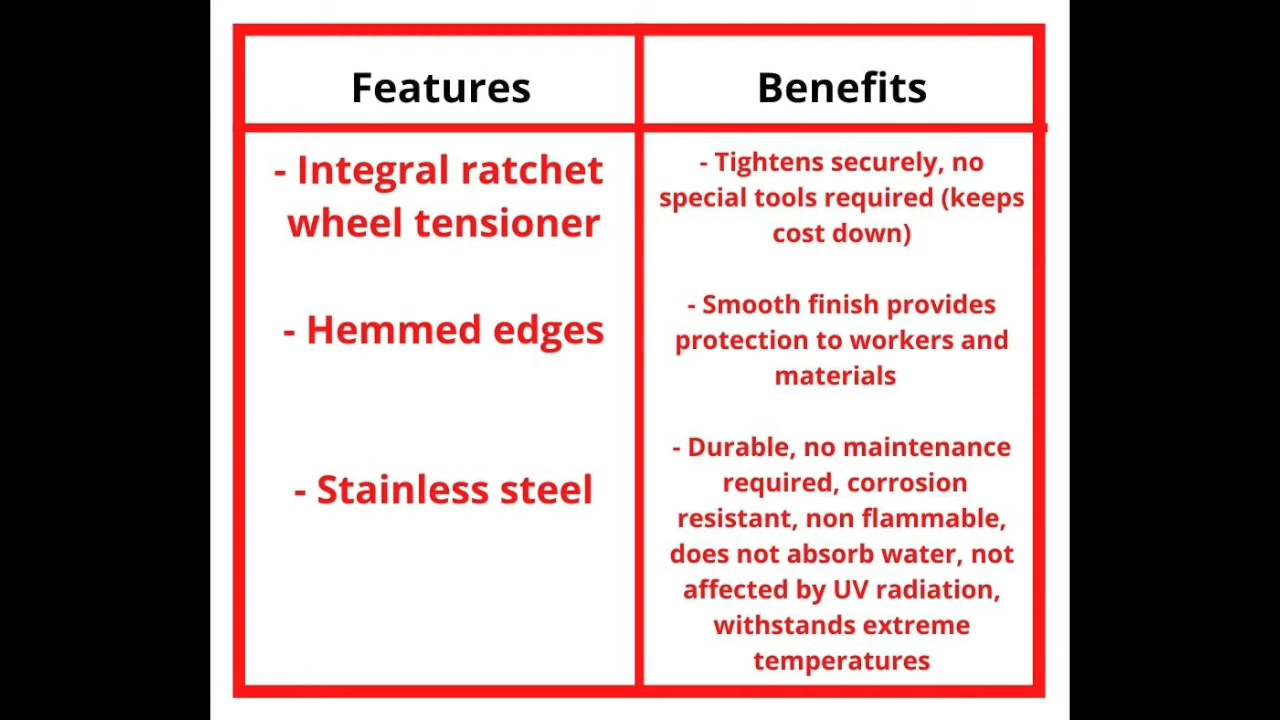 Features
Benefits
- Integral ratchet
wheel tensioner
- Hemmed edges
- Stainless steel
- Tightens securely, no
special tools required (keeps
cost down)
- Smooth finish provides
protection to workers and
materials
- Durable, no maintenance
required, corrosion
resistant, non flammable,
does not absorb water, not
affected by UV radiation,
withstands extreme
temperatures